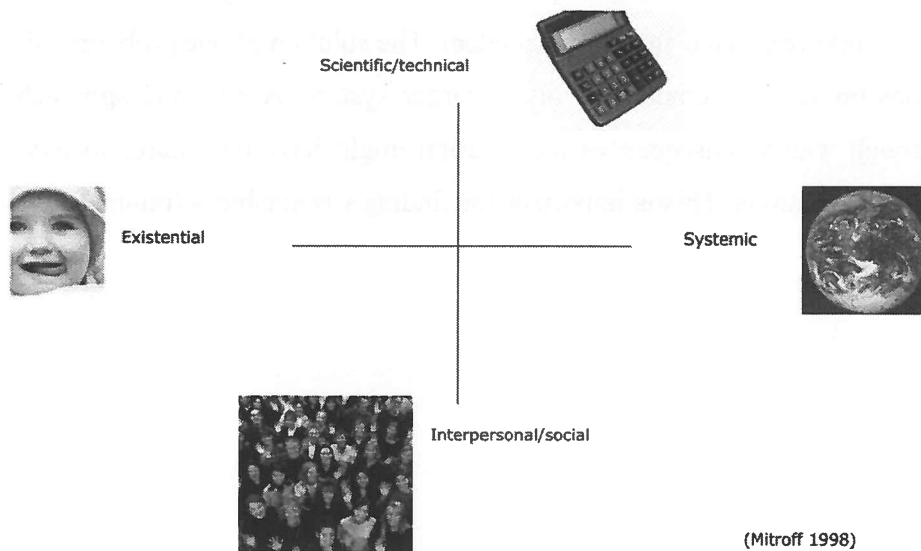 Scientific/technical
Existential
Systemic
Interpersonal/social
(Mitroff 1998)